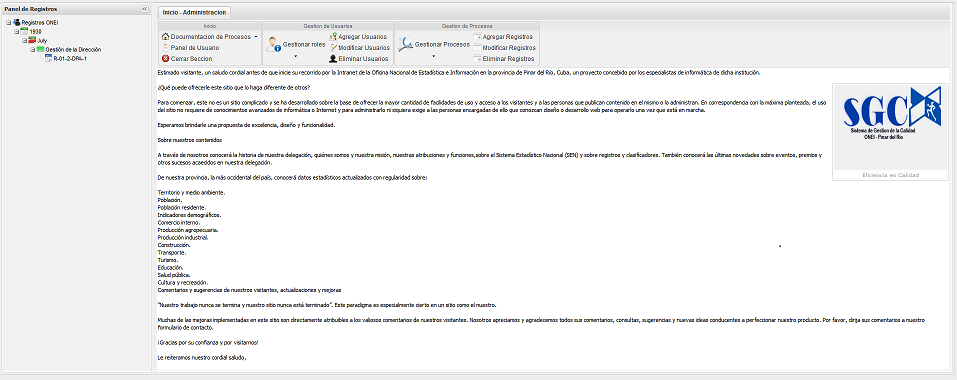 Panel de Registros
Registros ONEI
1930
July
Gestión de la Dirección
R-01-2-DPA-1
Inicio - Administracion
Inicio
Documentacion de Procesos
Panel de Usuario
Cerrar Seccion
Gestion de Usuarios
Gestionar roles
Agregar Usuarios
Modificar Usuarios
Eliminar Usuarios
Gestion de Procesos
Gestionar Procesos
Agregar Registros
Modificar Registros
Eliminar Registros
Estimado visitante, un saludo cordial antes de que inicie su recorrido por la Intranet de la Oficina Nacional de Estadística e Información en la provincia de Pinar del Río, Cuba, un proyecto concebido por los especialistas de informática de dicha institución.
¿Qué puede ofrecerle este sitio que lo haga diferente de otros?
Para comenzar, este no es un sitio complicado y se ha desarrollado sobre la base de ofrecer la mayor cantidad de facilidades de uso y acceso a los visitantes y a las personas que publican contenido en el mismo o lo administran. En correspondencia con la máxima planteada, el uso
del sitio no requiere de conocimientos avanzados de informática o Internet y para administrarlo ni siquiera exige a las personas encargadas de ello que conozcan diseño o desarrollo web para operarlo una vez que está en marcha.
Esperamos brindarle una propuesta de excelencia, diseño y funcionalidad.
Sobre nuestros contenidos
A través de nosotros conocerá la historia de nuestra delegación, quiénes somos y nuestra misión, nuestras atribuciones y funciones,sobre el Sistema Estadístico Nacional (SEN) y sobre registros y clasificadores. También conocerá las últimas novedades sobre eventos, premios y
otros sucesos acaecidos en nuestra delegación.
De nuestra provincia, la más occidental del país, conocerá datos estadísticos actualizados con regularidad sobre:
Territorio y medio ambiente.
Población.
Población residente.
Indicadores demográficos.
Comercio interno.
Producción agropecuaria.
Producción industrial.
Construcción.
Transporte.
Turismo.
Educación.
Salud pública.
Cultura y recreación.
Comentarios y sugerencias de nuestros visitantes, actualizaciones y mejoras
"Nuestro trabajo nunca se termina y nuestro sitio nunca está terminado". Este paradigma es especialmente cierto en un sitio como el nuestro.
Muchas de las mejoras implementadas en este sitio son directamente atribuibles a los valiosos comentarios de nuestros visitantes. Nosotros apreciamos y agradecemos todos sus comentarios, consultas, sugerencias y nuevas ideas conducentes a perfeccionar nuestro producto. Por favor, dirija sus comentarios a nuestro
formulario de contacto.
¡Gracias por su confianza y por visitarnos!
Le reiteramos nuestro cordial saludo,
SGC
Sistema de Gestion de la Calidad
ONEI - Pinar del Río
Eficiencia es Calidad